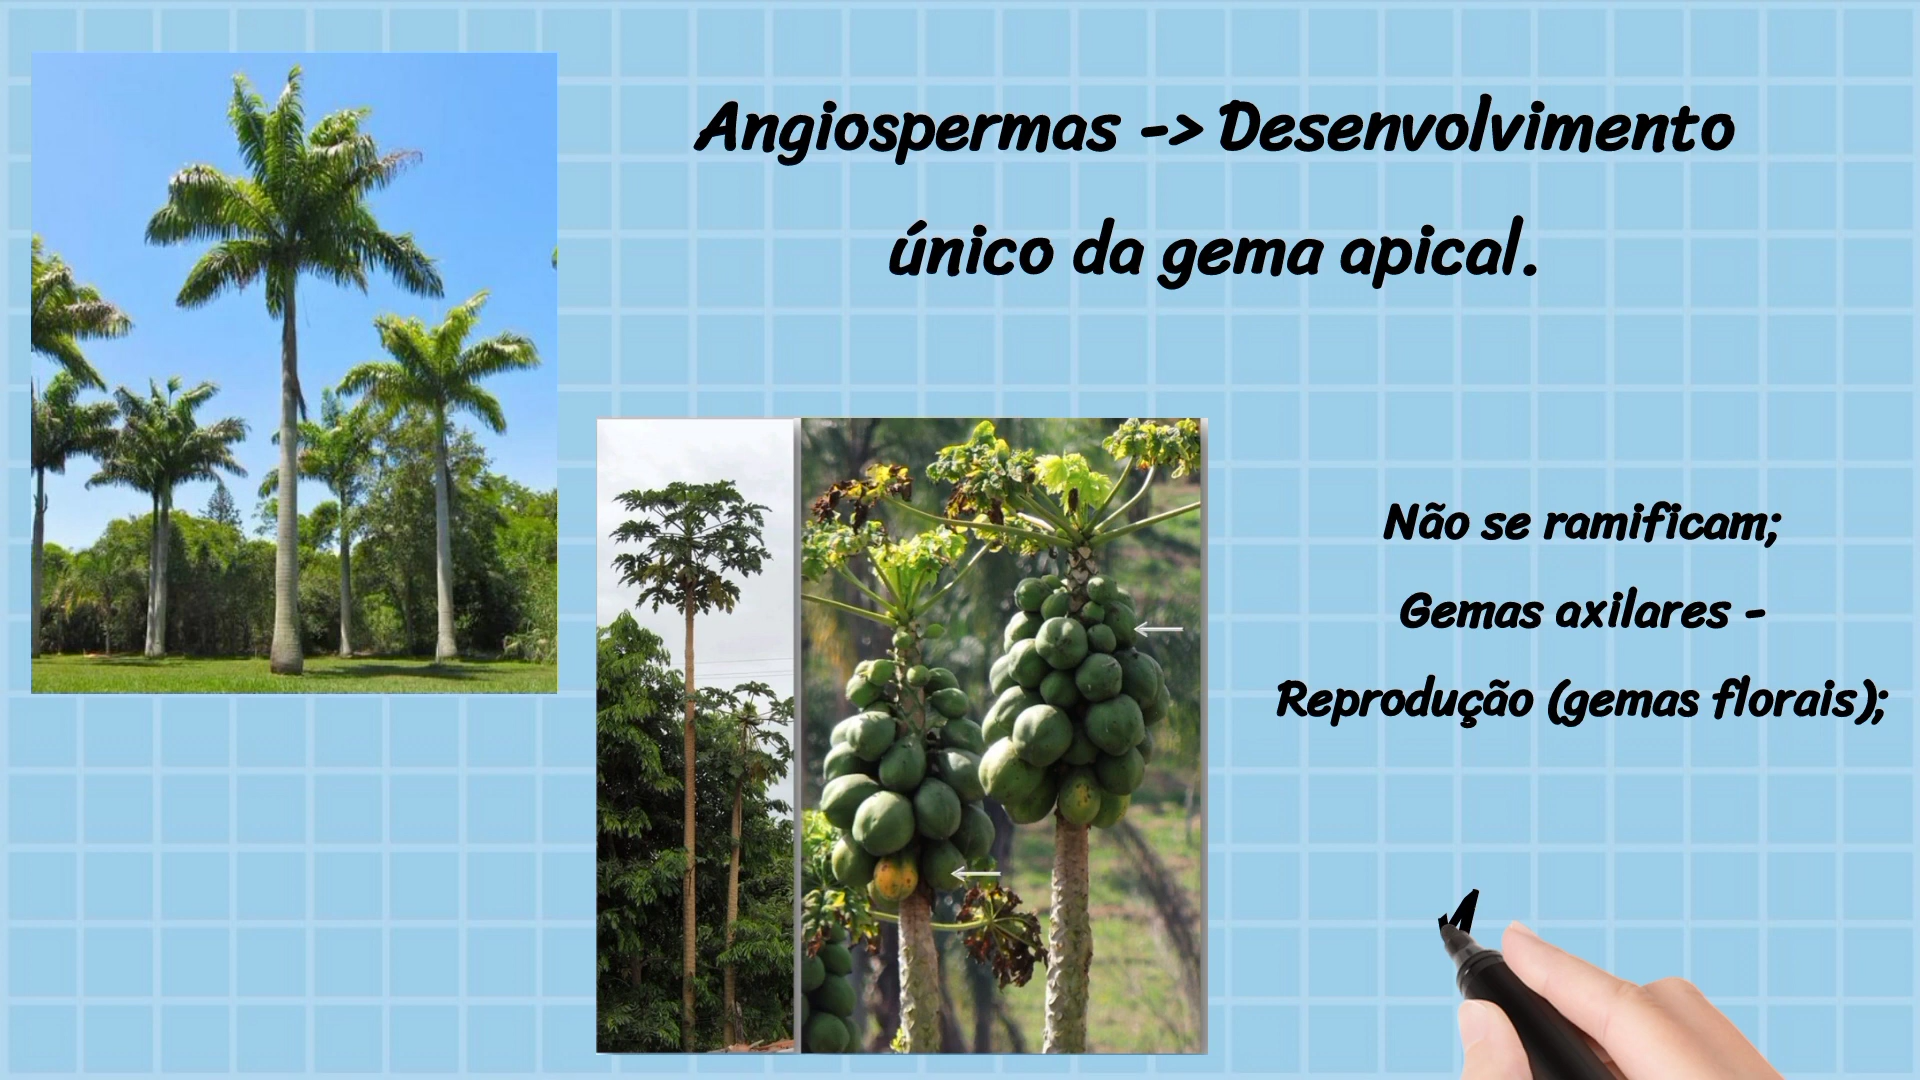 Angiospermas -> Desenvolvimento
único da gema apical.
Não se ramificam;
Gemas axilares -
Reprodução (gemas florais);